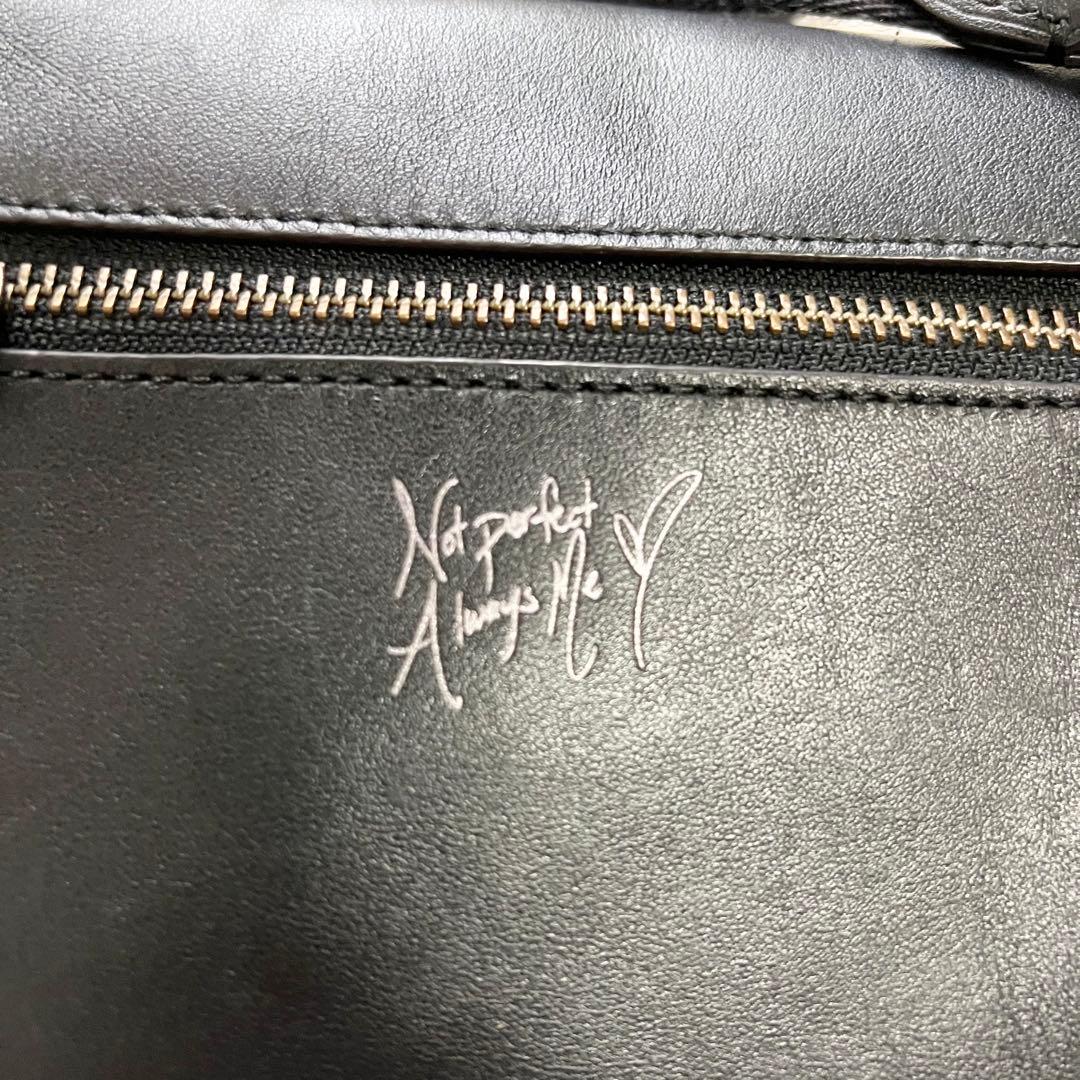 Not perfect
Always Me ♡